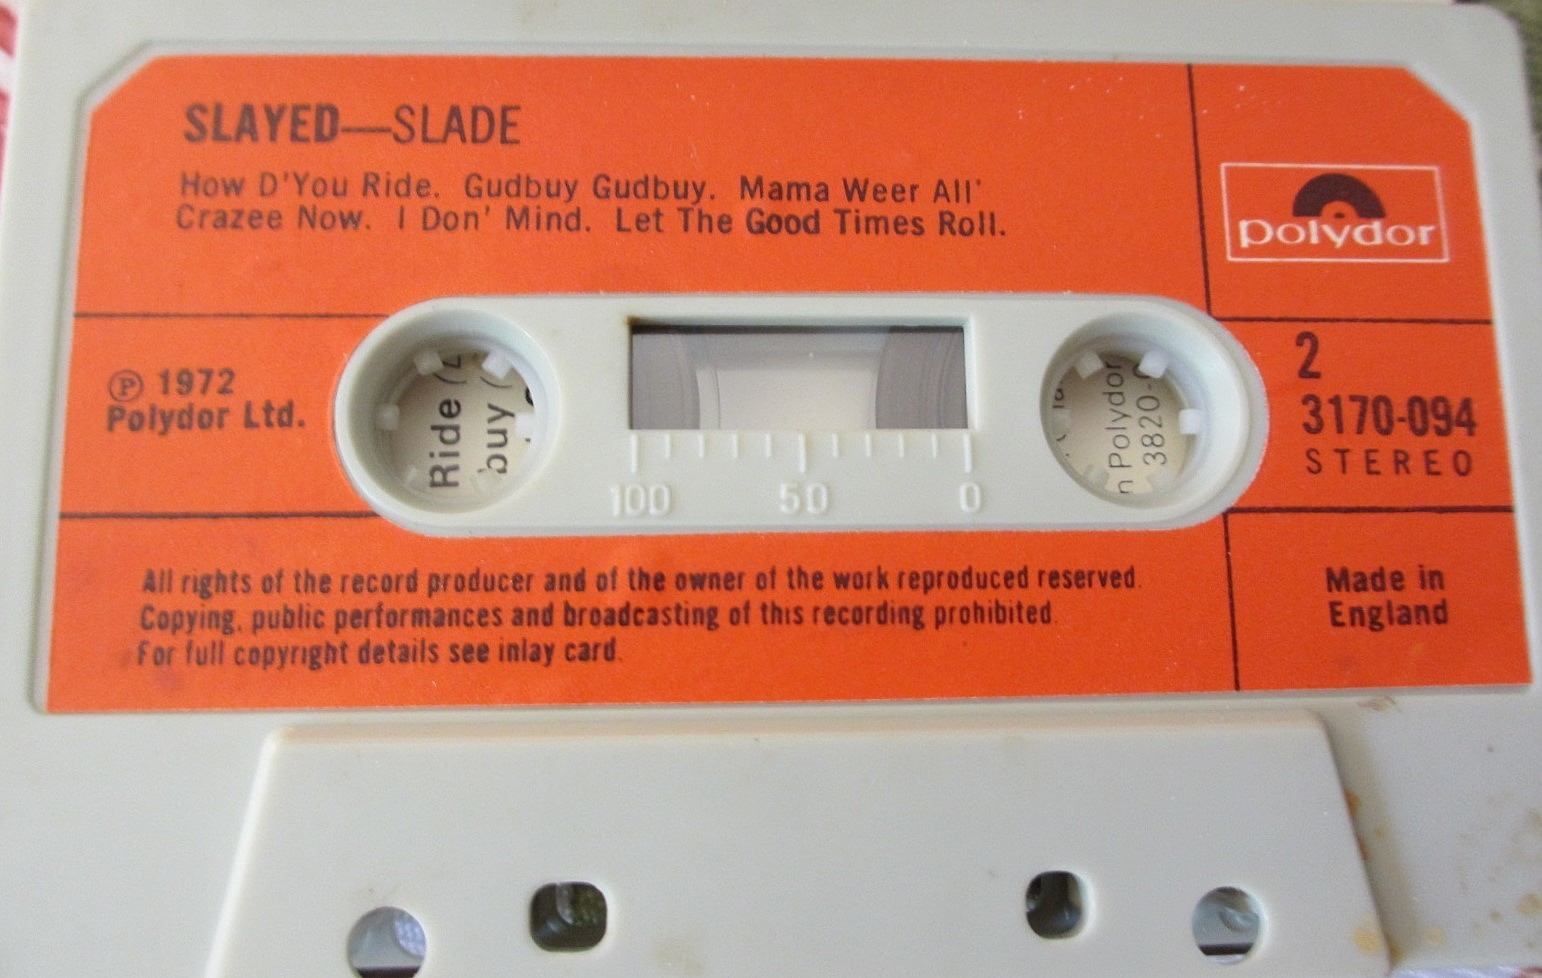 SLAYED—SLADE
How D'You Ride. Gudbuy Gudbuy. Mama Weer All'
Crazee Now. I Don' Mind. Let The Good Times Roll.
polydor
℗ 1972
Polydor Ltd.
Ride (
buy (
n Polydor
3820-
2
3170-094
STEREO
100 50 0
All rights of the record producer and of the owner of the work reproduced reserved.
Copying, public performances and broadcasting of this recording prohibited.
For full copyright details see inlay card.
Made in
England